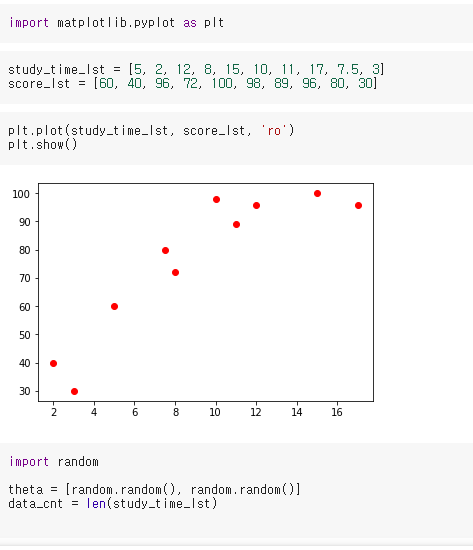 import matplotlib.pyplot as plt
study_time_lst = [5, 2, 12, 8, 15, 10, 11, 17, 7.5, 3]
score_lst = [60, 40, 96, 72, 100, 98, 89, 96, 80, 30]
plt.plot(study_time_lst, score_lst, 'ro')
plt.show()
100
90
80
70
60
50
40
30
2 4 6 8 10 12 14 16
import random
theta = [random.random(), random.random()]
data_cnt = len(study_time_lst)